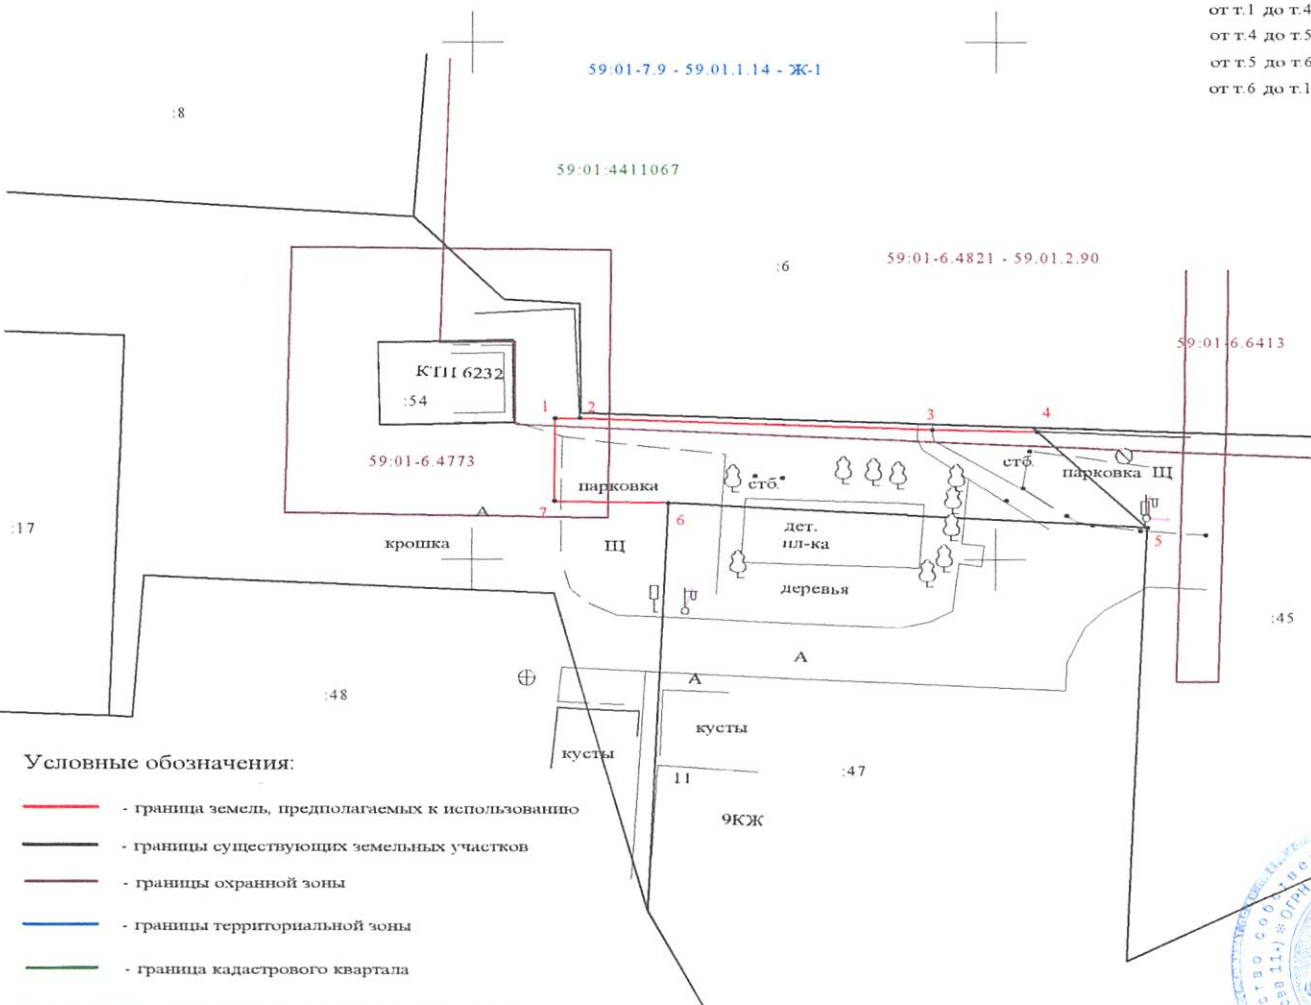 от т.1 до т.4
от т.4 до т.5
от т.5 до т.6
от т.6 до т.1
59:01-7.9 - 59.01.1.14 - Ж-1
:8
59:01:4411067
:6
59:01-6.4821 - 59.01.2.90
59:01-6.6413
КТП 6232
:54
1
2
3
4
59:01-6.4773
стб.
парковка Щ
парковка
стб.
7
А
6
5
:17
крошка
Щ
дет.
пл-ка
деревья
:45
А
:48
А
кусты
кусты
11
:47
9КЖ
Условные обозначения:
- граница земель, предполагаемых к использованию
- границы существующих земельных участков
- границы охранной зоны
- границы территориальной зоны
- граница кадастрового квартала